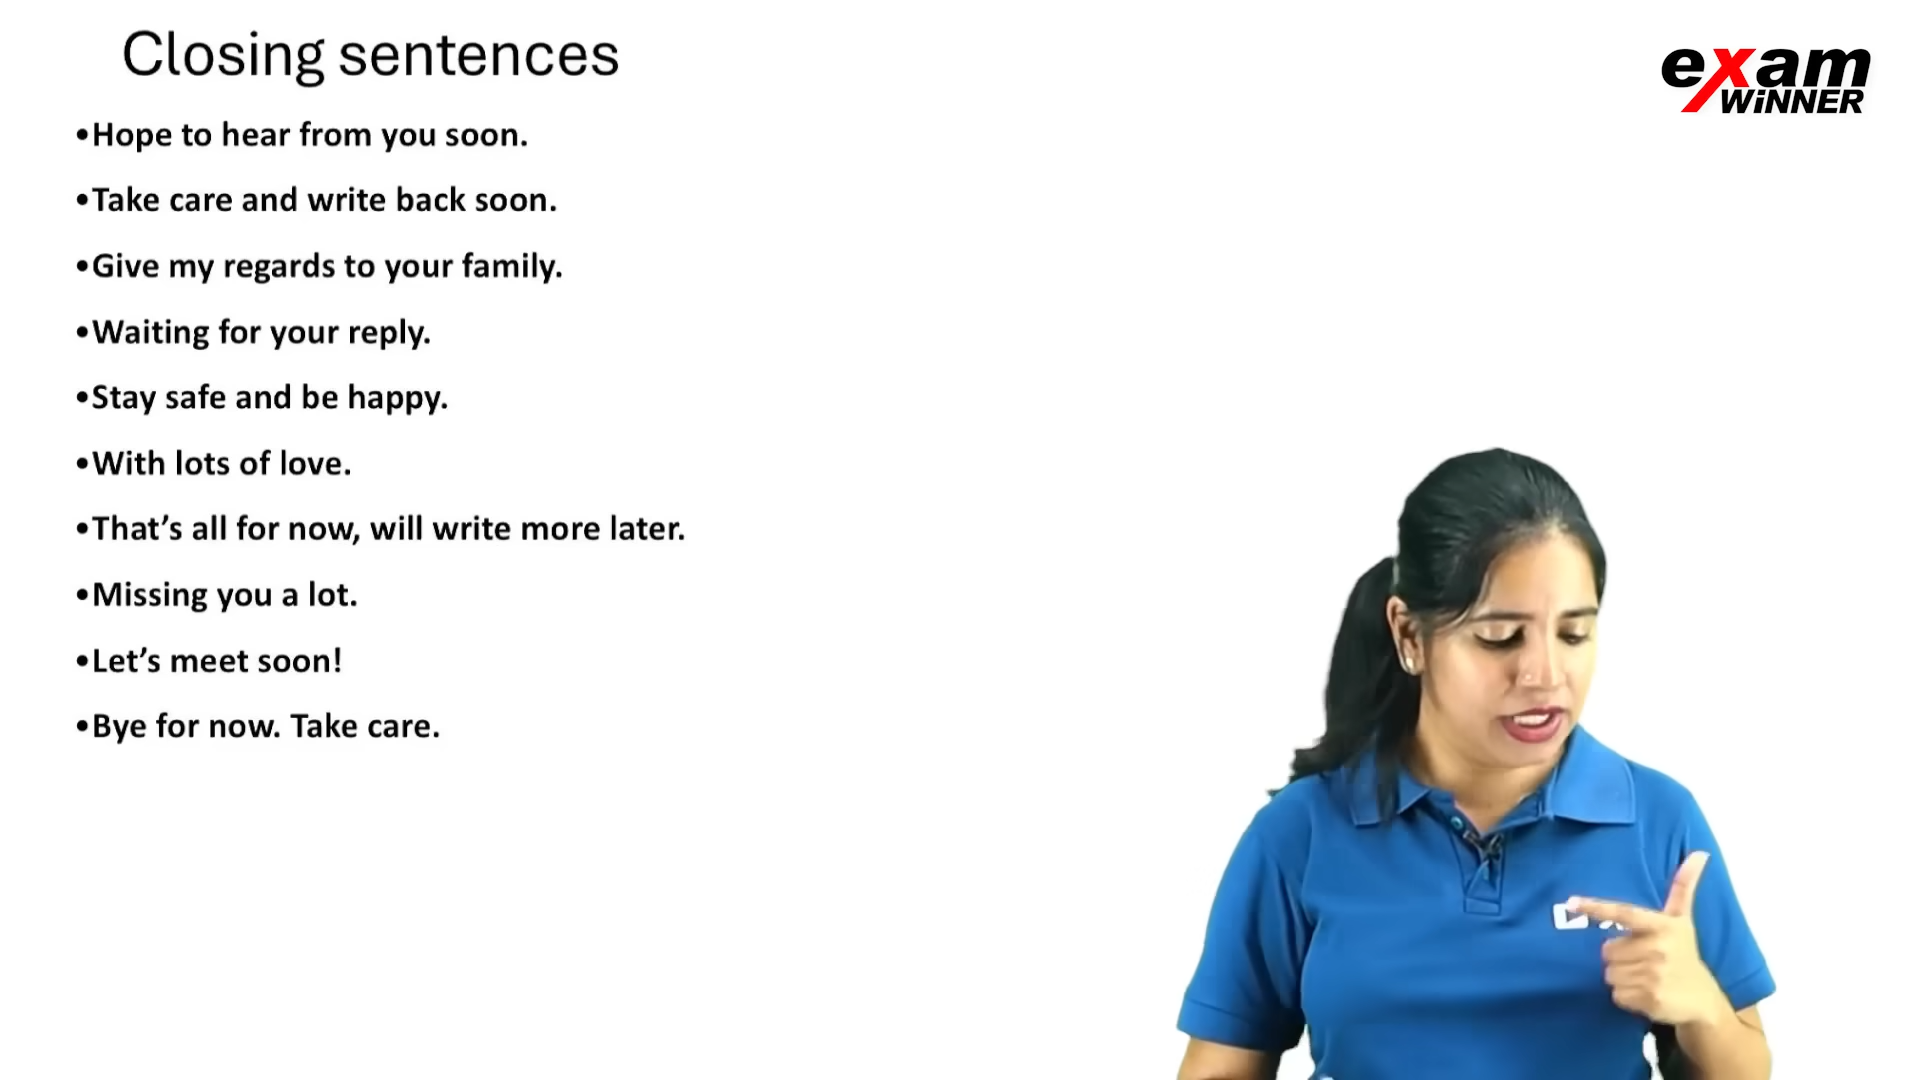 Closing sentences
exam
WiNNER
•Hope to hear from you soon.
•Take care and write back soon.
•Give my regards to your family.
•Waiting for your reply.
•Stay safe and be happy.
•With lots of love.
•That’s all for now, will write more later.
•Missing you a lot.
•Let’s meet soon!
•Bye for now. Take care.